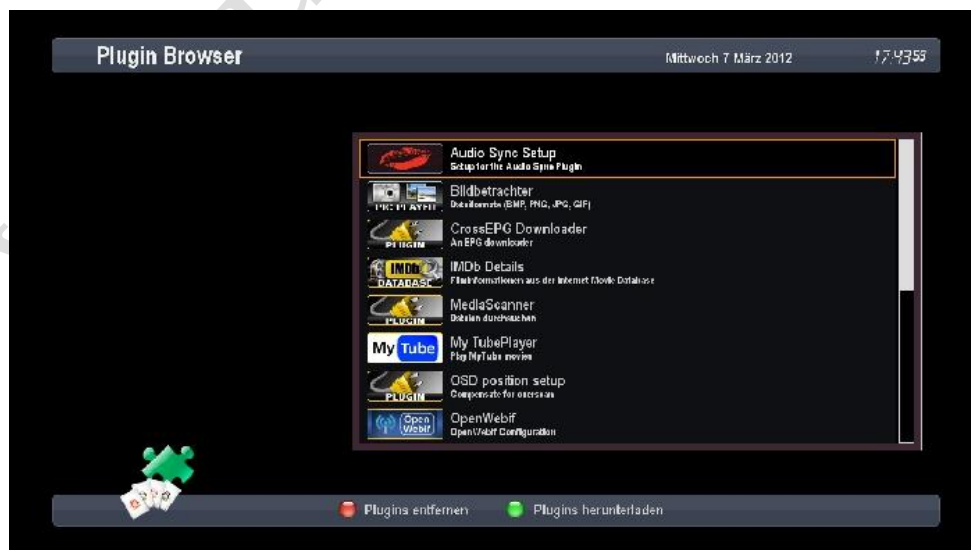 Plugin Browser
Mittwoch 7 März 2012
17:43 55
Audio Sync Setup
Setup for the Audio Sync Plugin
PIC PLAYER
Bildbetrachter
Dateiformate (BMP, PNG, JPG, GIF)
PLUGIN
CrossEPG Downloader
An EPG downloader
IMDb
DATABASE
IMDb Details
Filminformationen aus der Internet Movie Database
PLUGIN
MediaScanner
Dateien durchsuchen
My Tube
My TubePlayer
Play MyTube movies
PLUGIN
OSD position setup
Compensate for overscan
Open Webif
OpenWebif
OpenWebif Configuration
Plugins entfernen
Plugins herunterladen